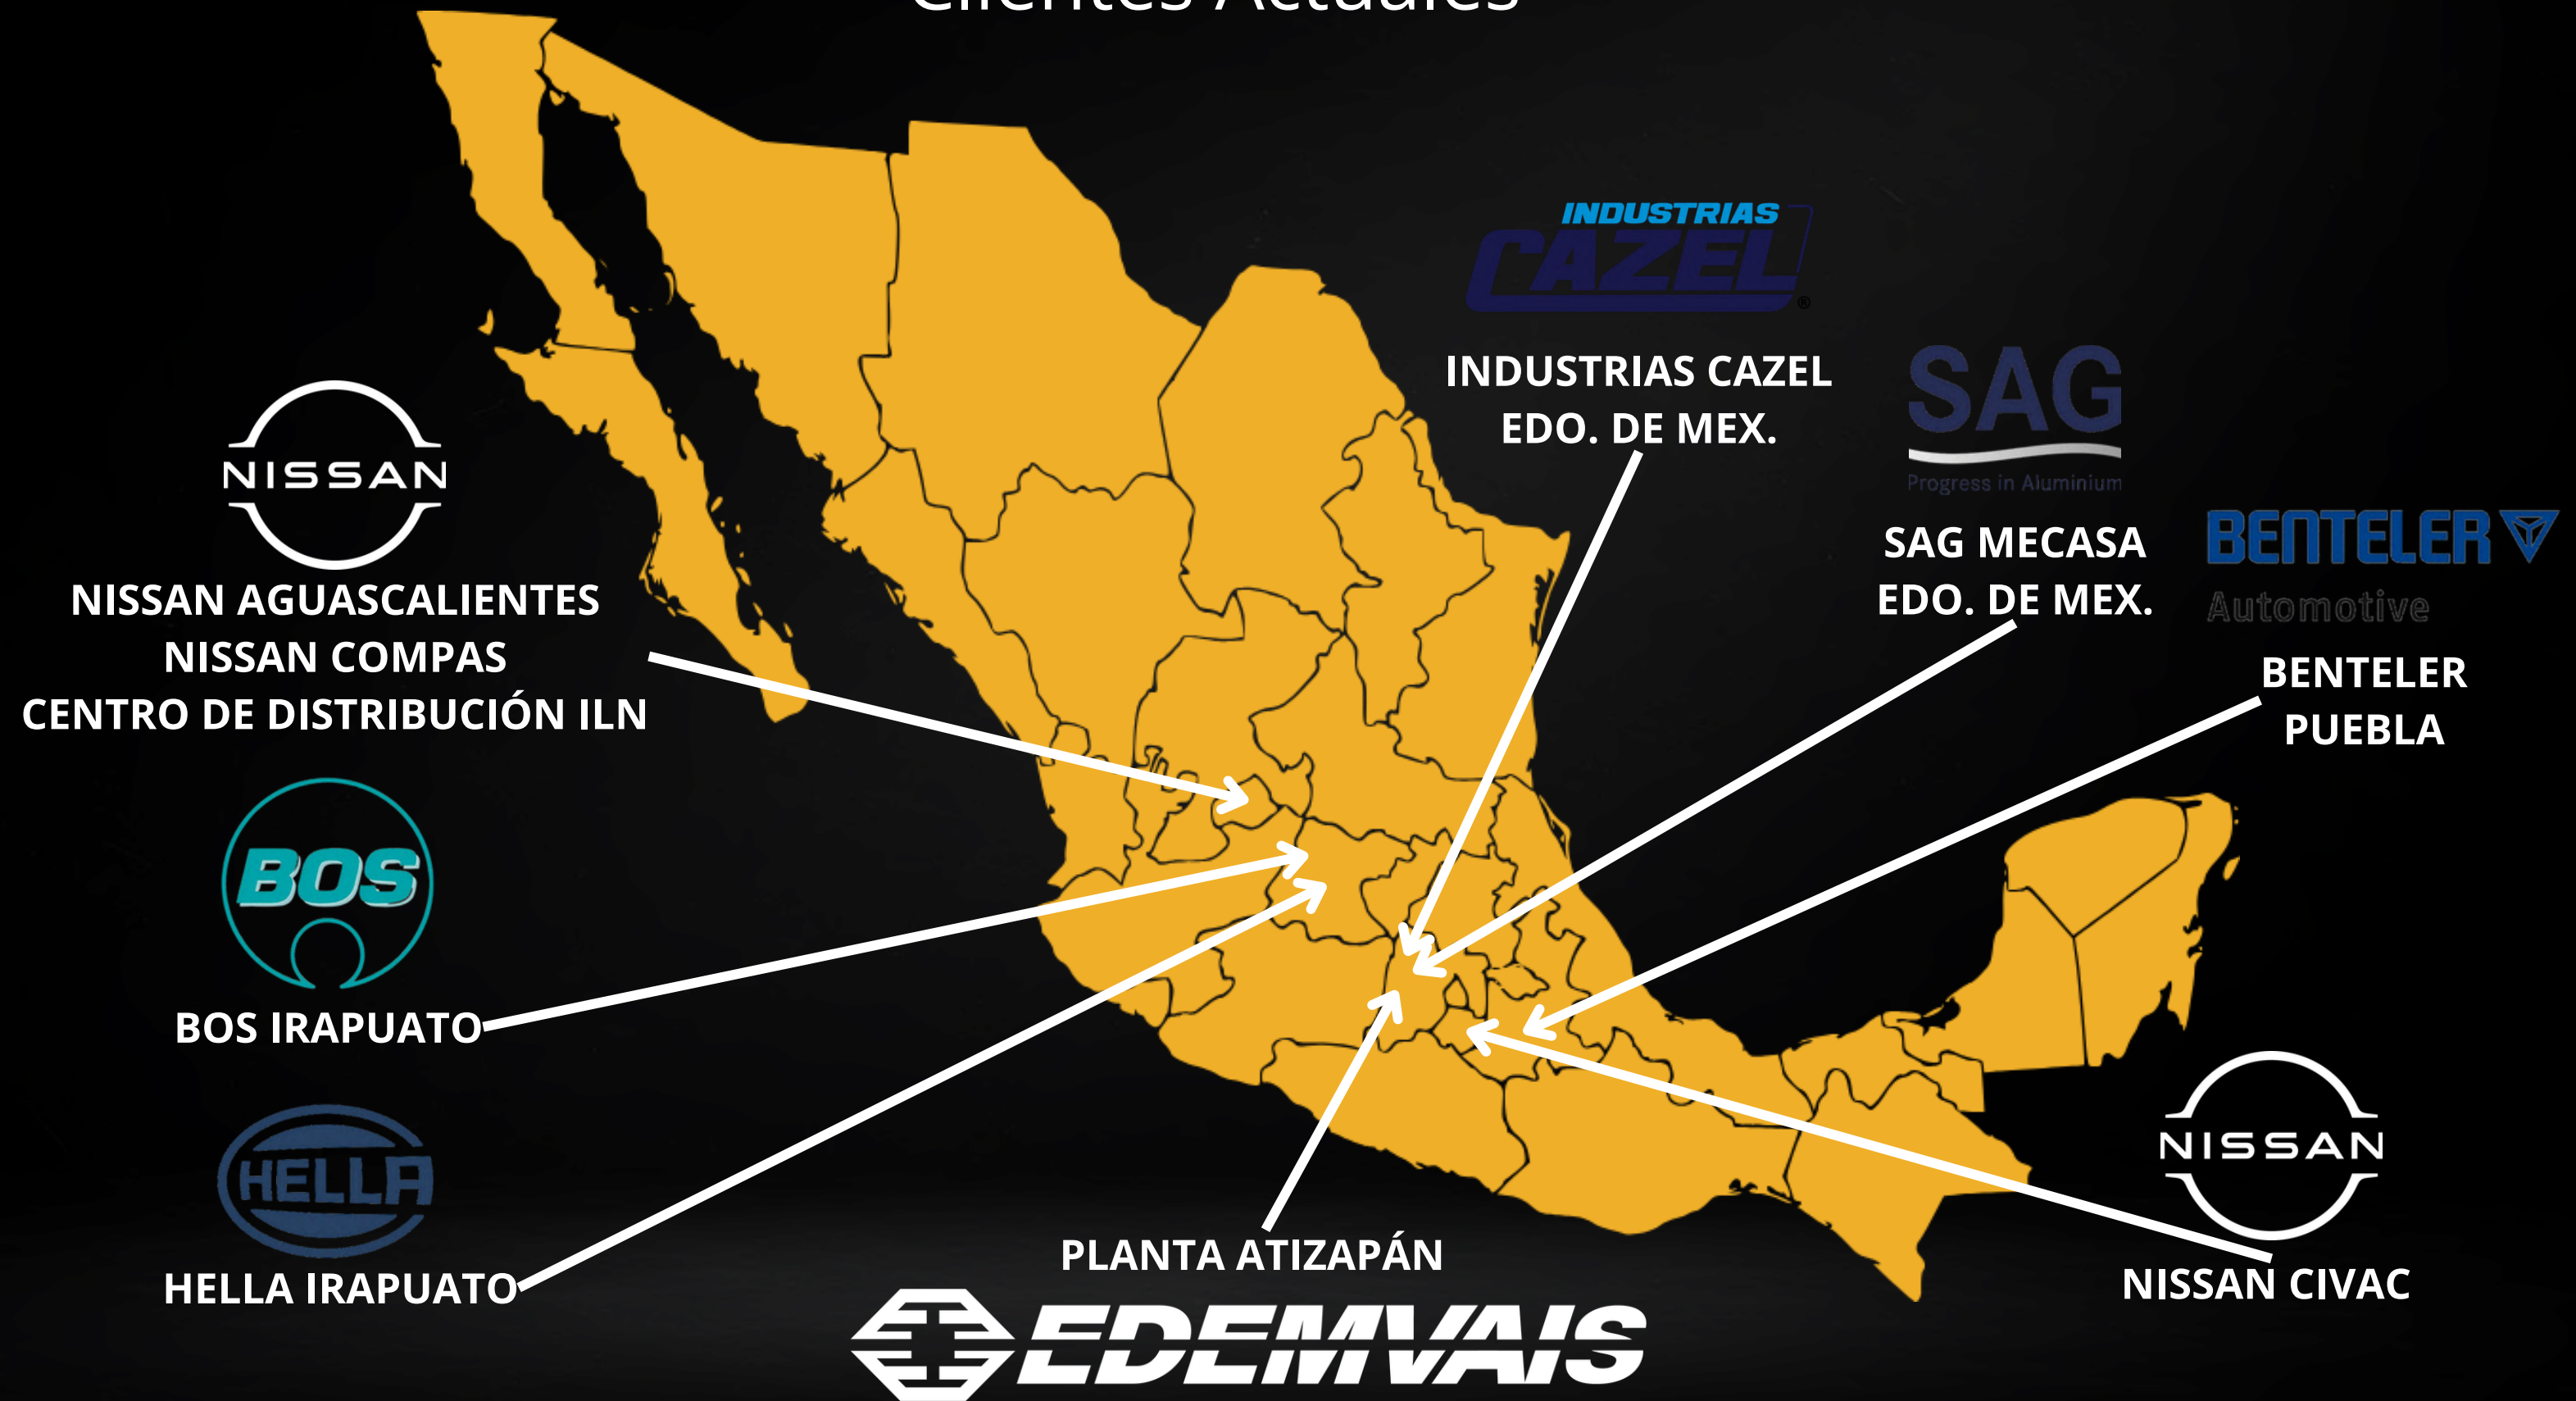 Clientes Actuales
INDUSTRIAS
CAZEL
®
INDUSTRIAS CAZEL
EDO. DE MEX.
SAG
Progress in Aluminium
SAG MECASA
EDO. DE MEX.
BENTELER
Automotive
BENTELER
PUEBLA
NISSAN
NISSAN AGUASCALIENTES
NISSAN COMPAS
CENTRO DE DISTRIBUCIÓN ILN
BOS
BOS IRAPUATO
HELLA
HELLA IRAPUATO
PLANTA ATIZAPÁN
EDEMVAIS
NISSAN
NISSAN CIVAC